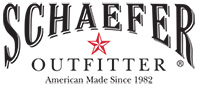 SCHAEFER
OUTFITTER ®
American Made Since 1982